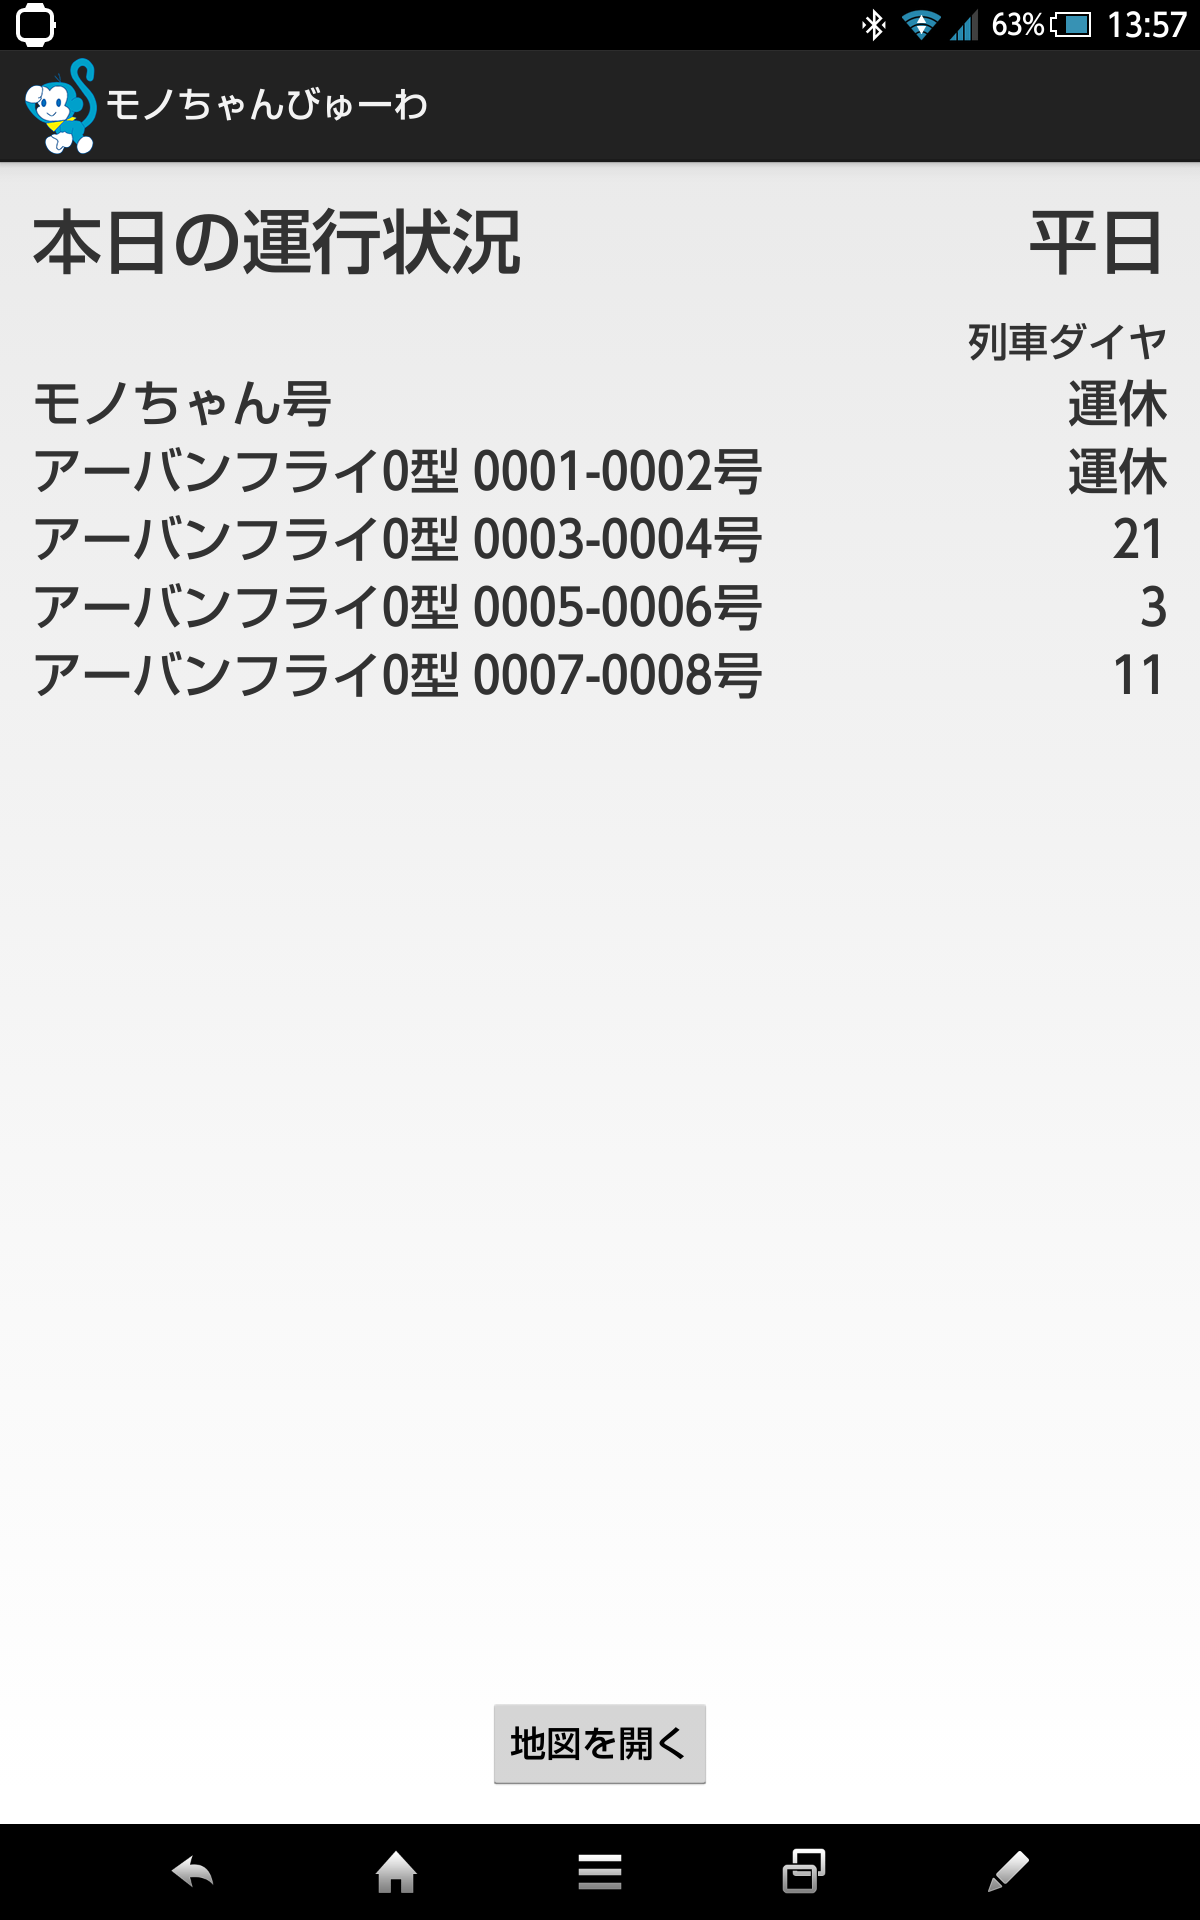 63% 13:57
モノちゃんびゅーわ
本日の運行状況 平日
列車ダイヤ
モノちゃん号 運休
アーバンフライ0型 0001-0002号 運休
アーバンフライ0型 0003-0004号 21
アーバンフライ0型 0005-0006号 3
アーバンフライ0型 0007-0008号 11
地図を開く